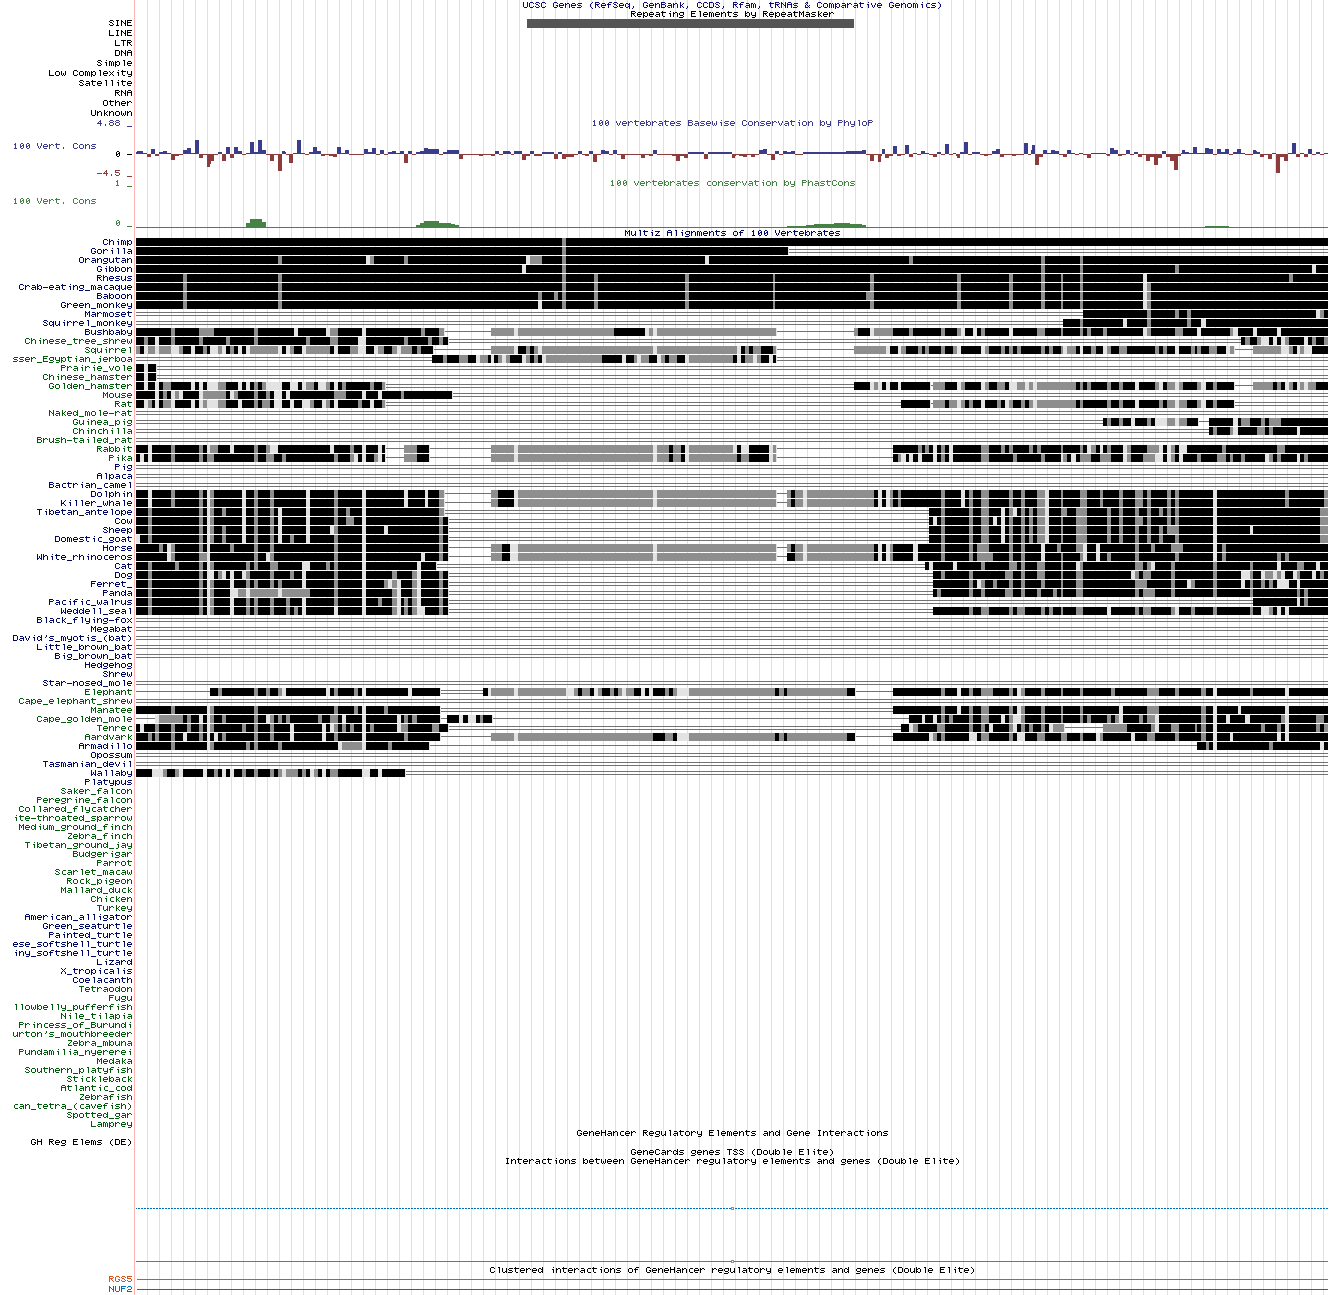 UCSC Genes (RefSeq, GenBank, CCDS, Rfam, tRNAs & Comparative Genomics)
Repeating Elements by RepeatMasker
SINE
LINE
LTR
DNA
Simple
Low Complexity
Satellite
RNA
Other
Unknown
4.88 _
100 vertebrates Basewise Conservation by PhyloP
100 Vert. Cons
0 _
-4.5 _
1 _
100 vertebrates conservation by PhastCons
100 Vert. Cons
0 _
Multiz Alignments of 100 Vertebrates
Chimp
Gorilla
Orangutan
Gibbon
Rhesus
Crab-eating_macaque
Baboon
Green_monkey
Marmoset
Squirrel_monkey
Bushbaby
Chinese_tree_shrew
Squirrel
sser_Egyptian_jerboa
Prairie_vole
Chinese_hamster
Golden_hamster
Mouse
Rat
Naked_mole-rat
Guinea_pig
Chinchilla
Brush-tailed_rat
Rabbit
Pika
Pig
Alpaca
Bactrian_camel
Dolphin
Killer_whale
Tibetan_antelope
Cow
Sheep
Domestic_goat
Horse
White_rhinoceros
Cat
Dog
Ferret_
Panda
Pacific_walrus
Weddell_seal
Black_flying-fox
Megabat
David's_myotis_(bat)
Little_brown_bat
Big_brown_bat
Hedgehog
Shrew
Star-nosed_mole
Elephant
Cape_elephant_shrew
Manatee
Cape_golden_mole
Tenrec
Aardvark
Armadillo
Opossum
Tasmanian_devil
Wallaby
Platypus
Saker_falcon
Peregrine_falcon
Collared_flycatcher
ite-throated_sparrow
Medium_ground_finch
Zebra_finch
Tibetan_ground_jay
Budgerigar
Parrot
Scarlet_macaw
Rock_pigeon
Mallard_duck
Chicken
Turkey
American_alligator
Green_seaturtle
Painted_turtle
ese_softshell_turtle
iny_softshell_turtle
Lizard
X_tropicalis
Coelacanth
Tetraodon
Fugu
llowbelly_pufferfish
Nile_tilapia
Princess_of_Burundi
urton's_mouthbreeder
Zebra_mbuna
Pundamilia_nyererei
Medaka
Southern_platyfish
Stickleback
Atlantic_cod
Zebrafish
can_tetra_(cavefish)
Spotted_gar
Lamprey
GeneHancer Regulatory Elements and Gene Interactions
GH Reg Elems (DE)
GeneCards genes TSS (Double Elite)
Interactions between GeneHancer regulatory elements and genes (Double Elite)
Clustered interactions of GeneHancer regulatory elements and genes (Double Elite)
RGS5
NUF2